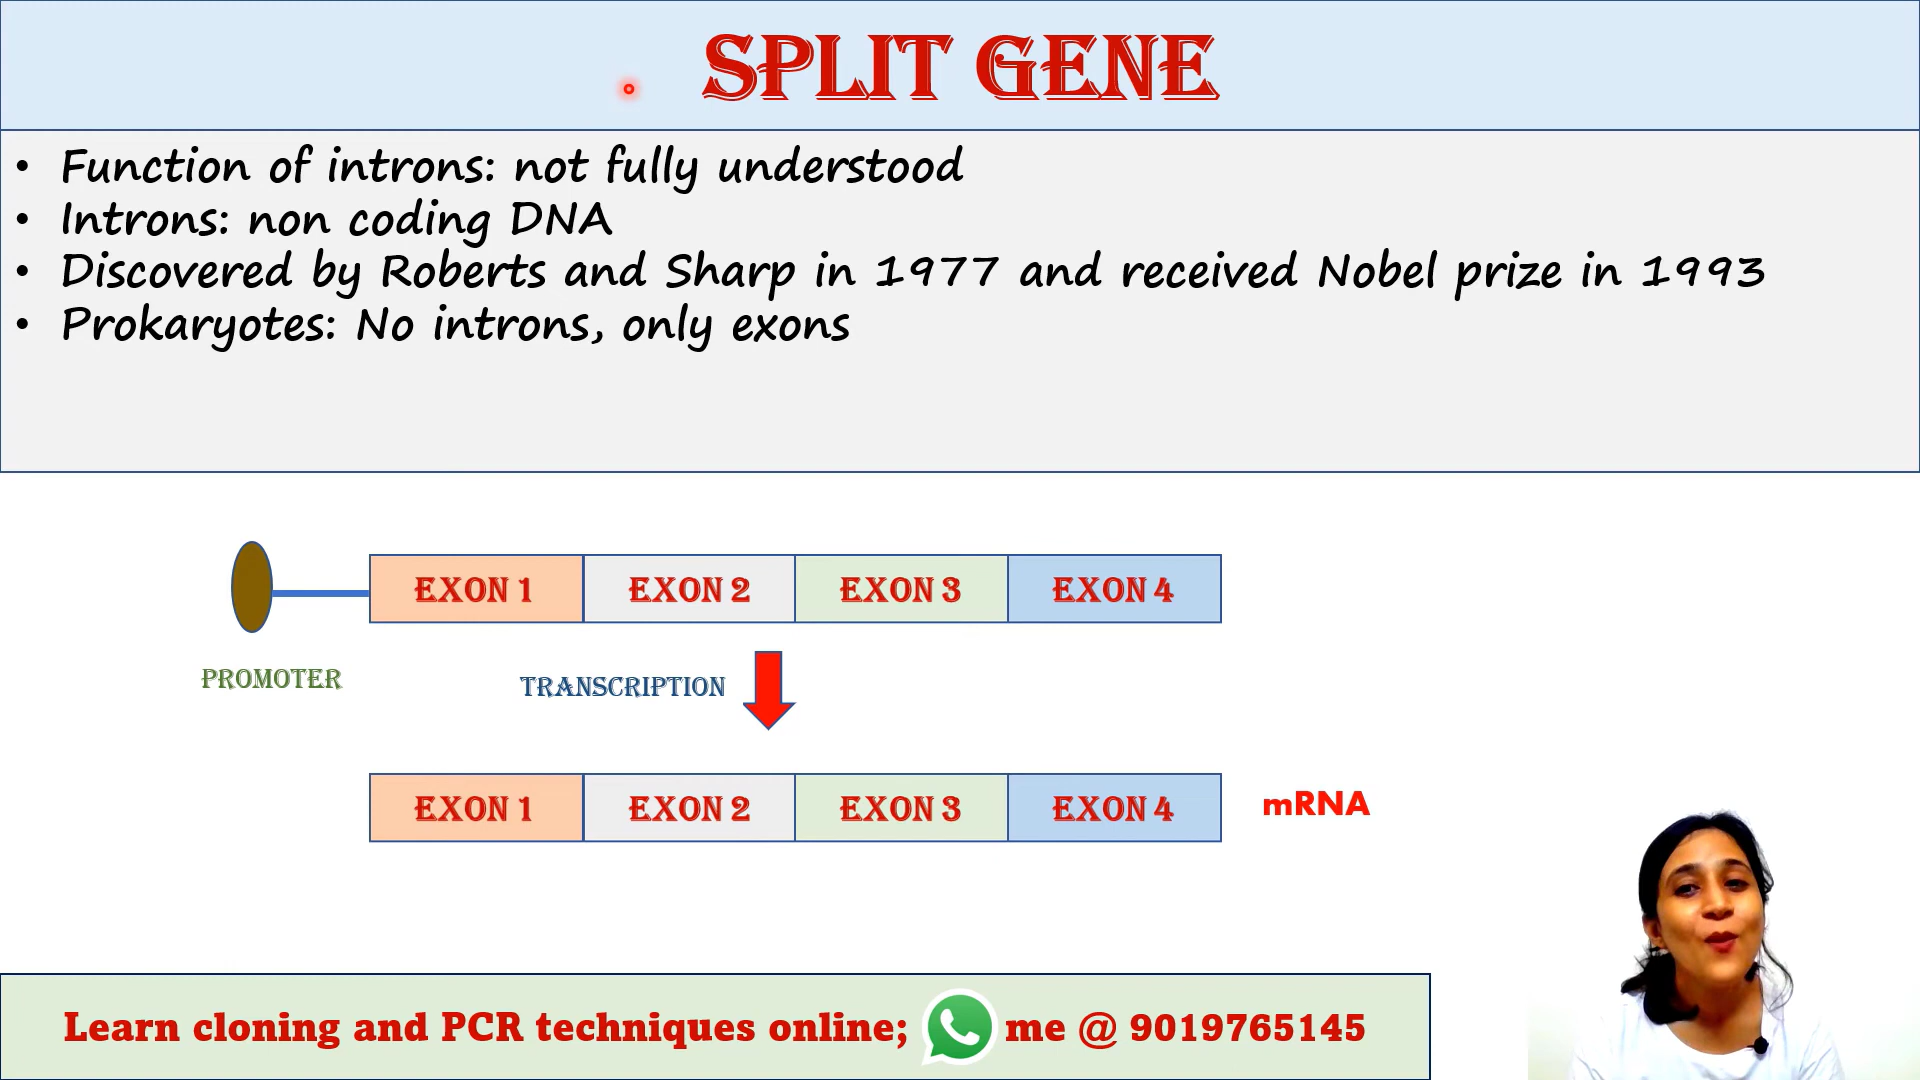 SPLIT GENE
• Function of introns: not fully understood
• Introns: non coding DNA
• Discovered by Roberts and Sharp in 1977 and received Nobel prize in 1993
• Prokaryotes: No introns, only exons
EXON 1 EXON 2 EXON 3 EXON 4
PROMOTER
TRANSCRIPTION
EXON 1 EXON 2 EXON 3 EXON 4 mRNA
Learn cloning and PCR techniques online; me @ 9019765145